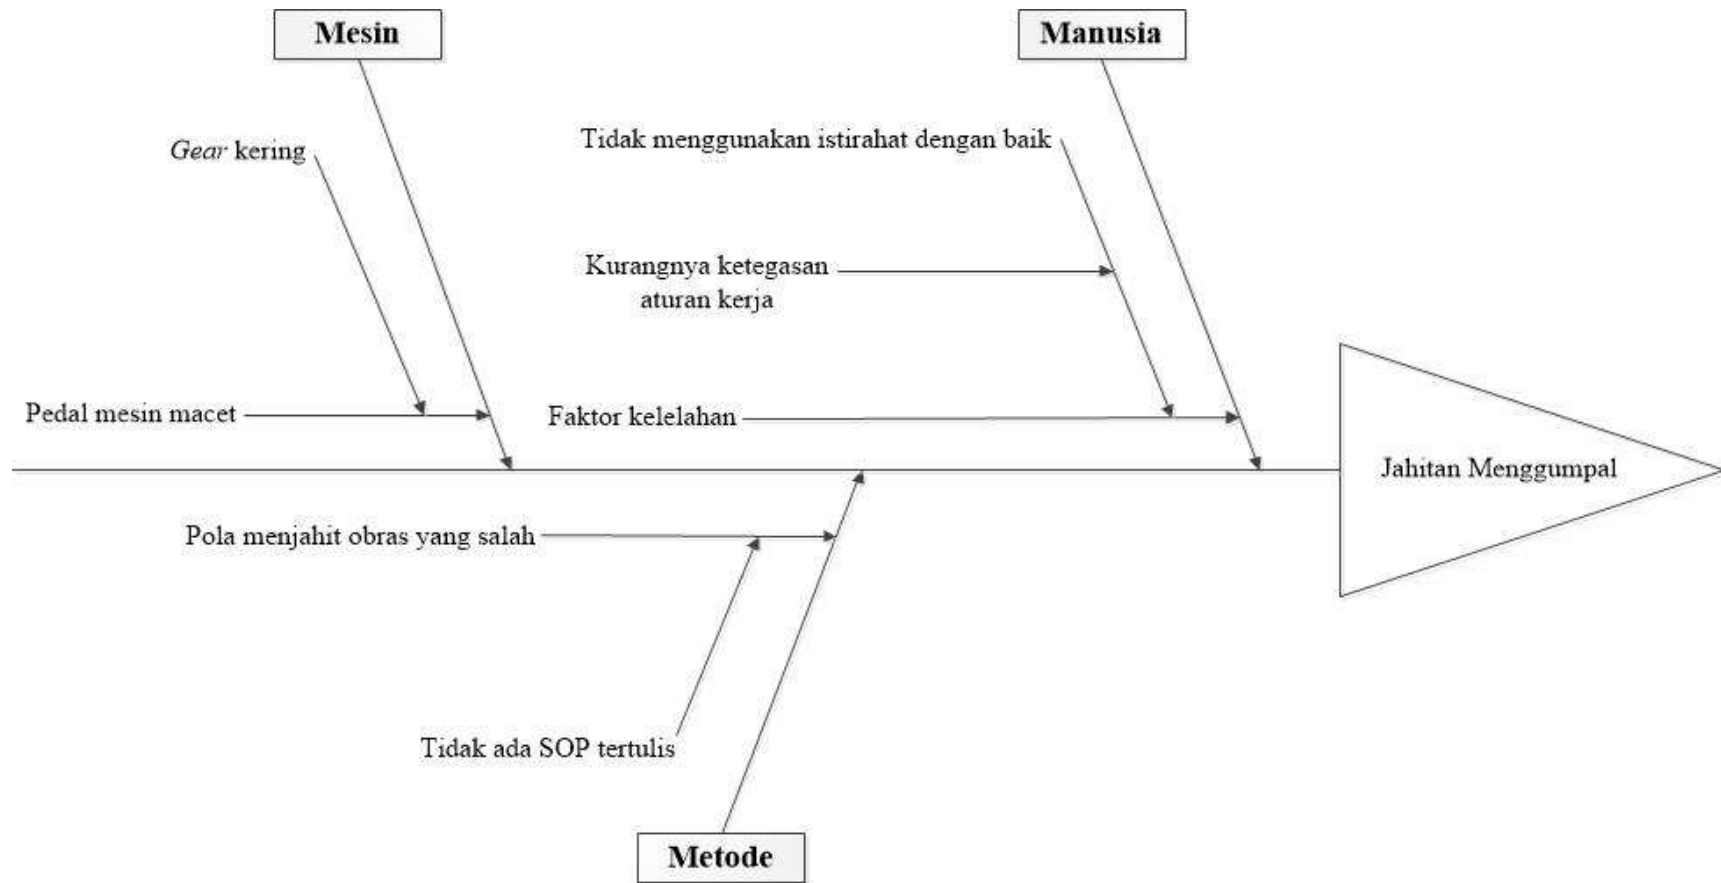 Mesin
Manusia
Gear kering
Tidak menggunakan istirahat dengan baik
Kurangnya ketegasan
aturan kerja
Pedal mesin macet
Faktor kelelahan
Jahitan Menggumpal
Pola menjahit obras yang salah
Tidak ada SOP tertulis
Metode